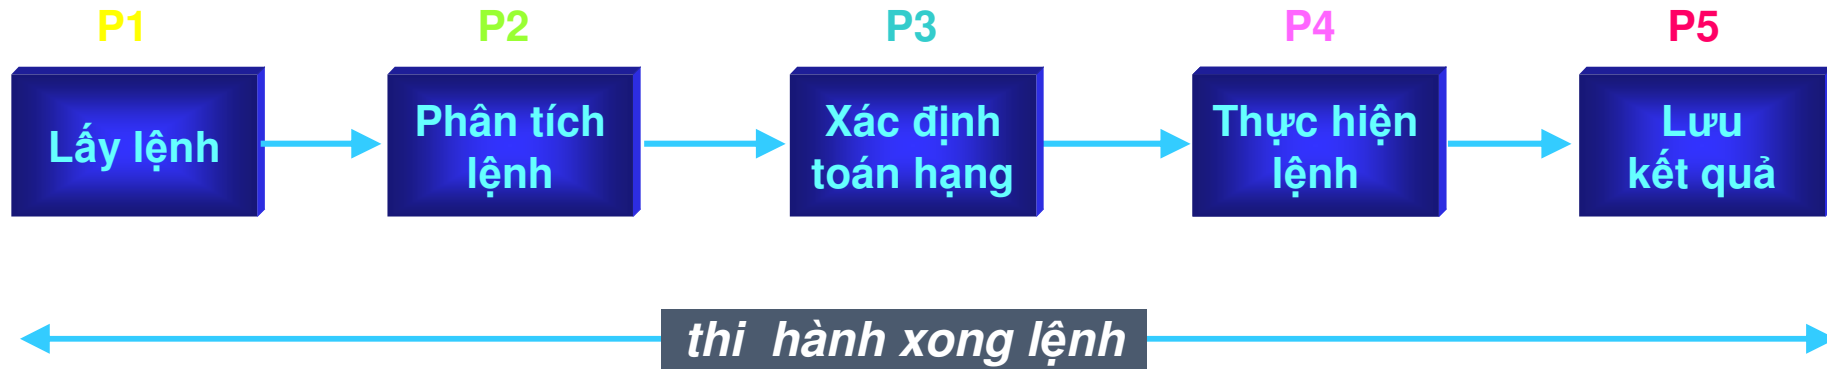 P1 P2 P3 P4 P5
Lấy lệnh
Phân tích
lệnh
Xác định
toán hạng
Thực hiện
lệnh
Lưu
kết quả
thi hành xong lệnh